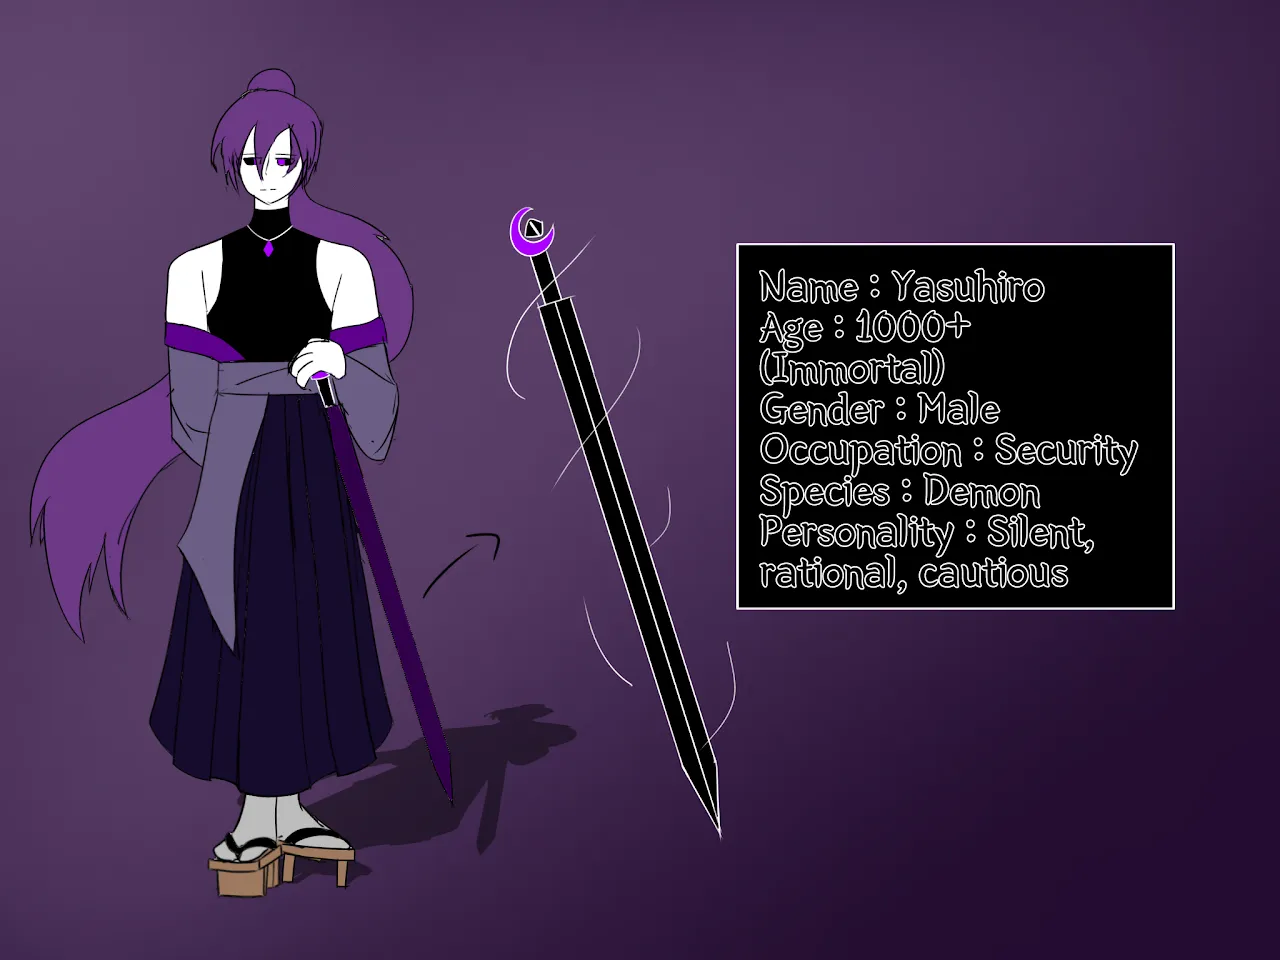 Name : Yasuhiro
Age : 1000+
(Immortal)
Gender : Male
Occupation : Security
Species : Demon
Personality : Silent,
rational, cautious